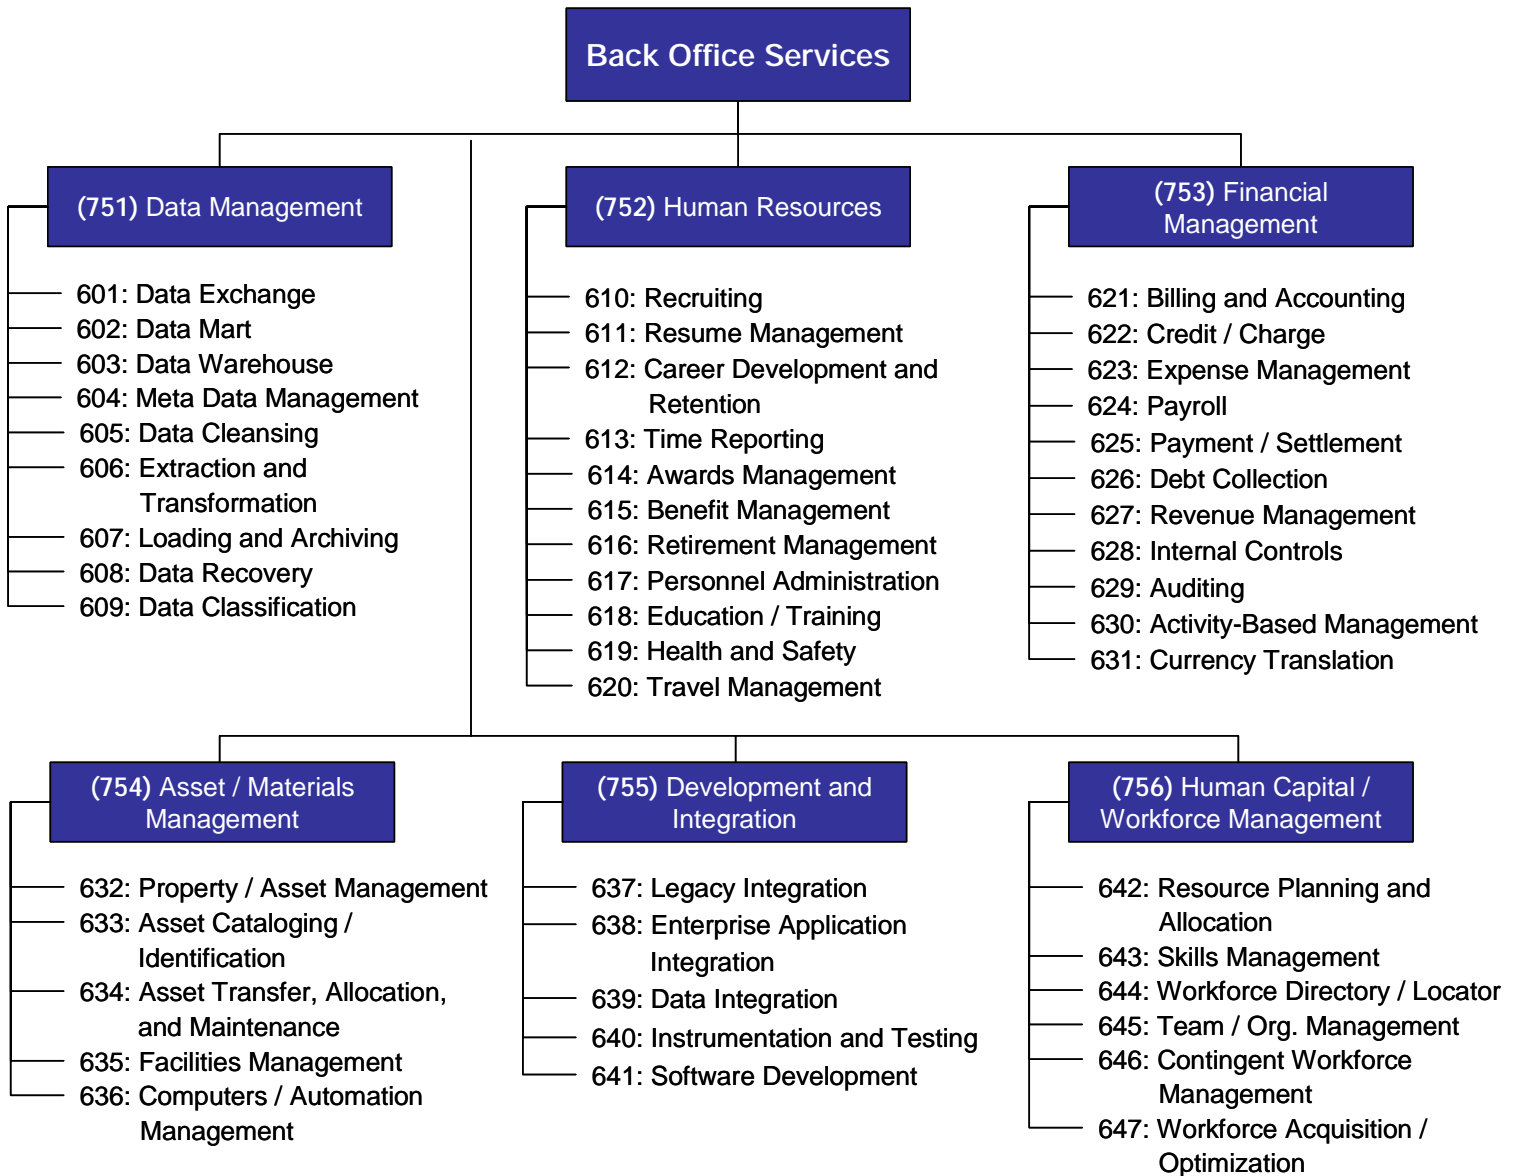 Back Office Services
(751) Data Management
601: Data Exchange
602: Data Mart
603: Data Warehouse
604: Meta Data Management
605: Data Cleansing
606: Extraction and
Transformation
607: Loading and Archiving
608: Data Recovery
609: Data Classification
(752) Human Resources
610: Recruiting
611: Resume Management
612: Career Development and
Retention
613: Time Reporting
614: Awards Management
615: Benefit Management
616: Retirement Management
617: Personnel Administration
618: Education / Training
619: Health and Safety
620: Travel Management
(753) Financial
Management
621: Billing and Accounting
622: Credit / Charge
623: Expense Management
624: Payroll
625: Payment / Settlement
626: Debt Collection
627: Revenue Management
628: Internal Controls
629: Auditing
630: Activity-Based Management
631: Currency Translation
(754) Asset / Materials
Management
632: Property / Asset Management
633: Asset Cataloging /
Identification
634: Asset Transfer, Allocation,
and Maintenance
635: Facilities Management
636: Computers / Automation
Management
(755) Development and
Integration
637: Legacy Integration
638: Enterprise Application
Integration
639: Data Integration
640: Instrumentation and Testing
641: Software Development
(756) Human Capital /
Workforce Management
642: Resource Planning and
Allocation
643: Skills Management
644: Workforce Directory / Locator
645: Team / Org. Management
646: Contingent Workforce
Management
647: Workforce Acquisition /
Optimization